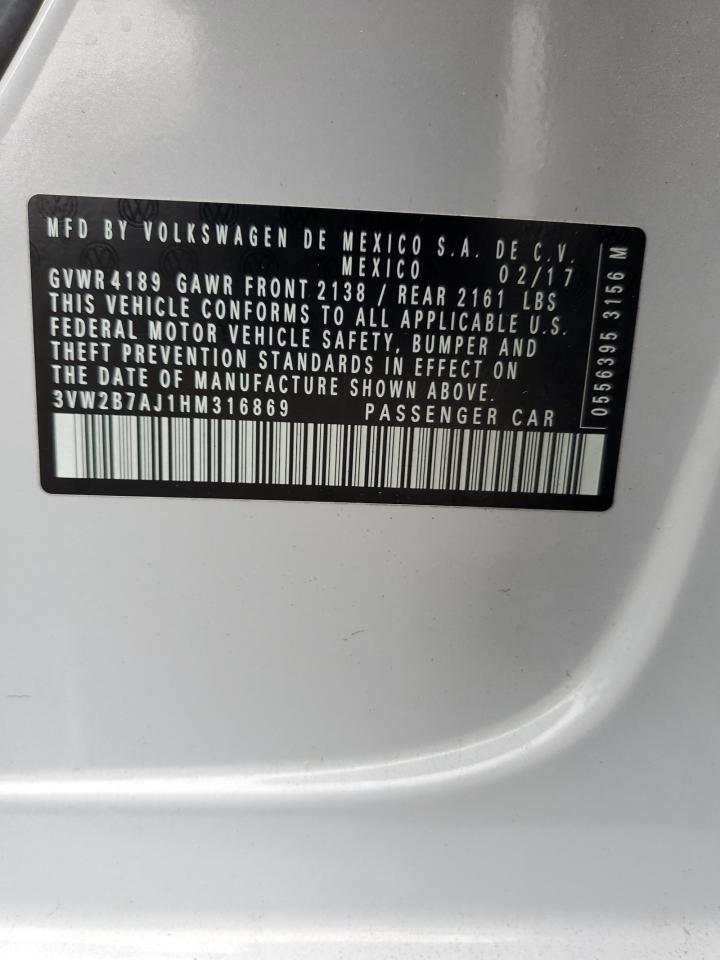 MFD BY VOLKSWAGEN DE MEXICO S.A. DE C.V.
MEXICO 02/17
GVWR 4189 GAWR FRONT 2138 / REAR 2161 LBS
THIS VEHICLE CONFORMS TO ALL APPLICABLE U.S.
FEDERAL MOTOR VEHICLE SAFETY, BUMPER AND
THEFT PREVENTION STANDARDS IN EFFECT ON
THE DATE OF MANUFACTURE SHOWN ABOVE.
3VW2B7AJ1HM316869 PASSENGER CAR
0556395 3156 M